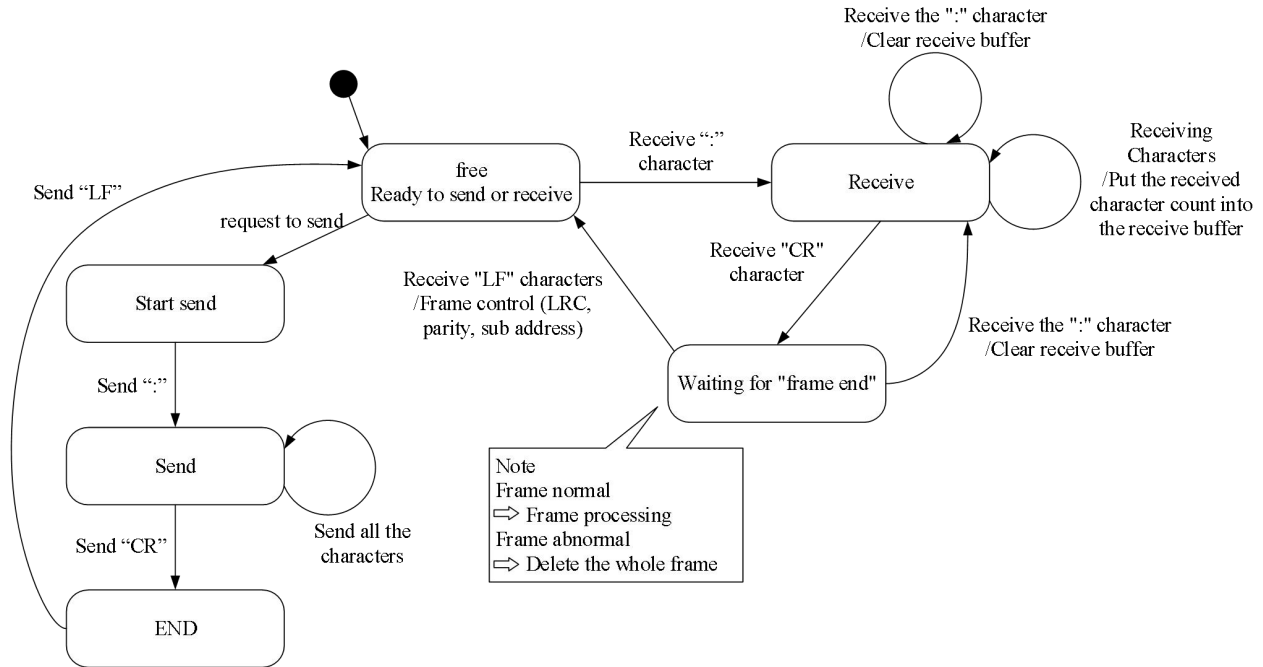 Receive the ":" character
/Clear receive buffer
Receiving
Characters
/Put the received
character count into
the receive buffer
Receive “:”
character
free
Ready to send or receive
Receive
Send “LF”
request to send
Receive "CR"
character
Receive "LF" characters
/Frame control (LRC,
parity, sub address)
Start send
Receive the ":" character
/Clear receive buffer
Waiting for "frame end"
Send “:”
Note
Frame normal
⇨ Frame processing
Frame abnormal
⇨ Delete the whole frame
Send
Send all the
characters
Send “CR”
END